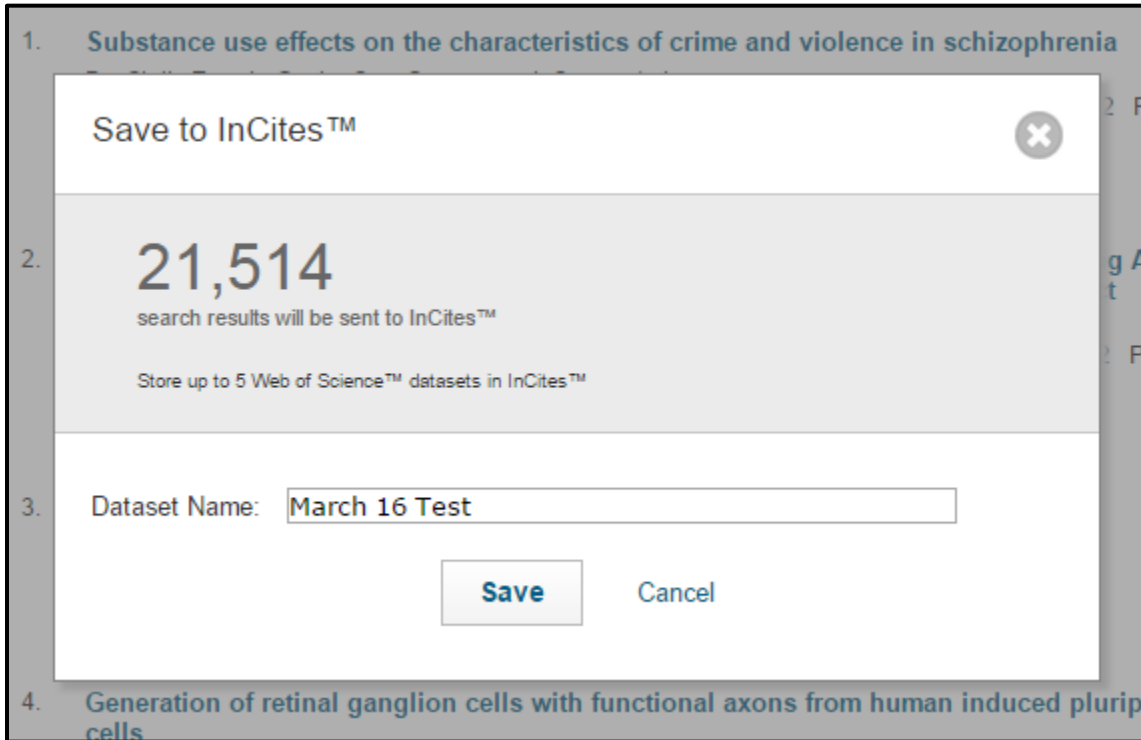 1. Substance use effects on the characteristics of crime and violence in schizophrenia
Save to InCites™
2.
21,514
g A
t
search results will be sent to InCites™
Store up to 5 Web of Science™ datasets in InCites™
3. Dataset Name: March 16 Test
Save Cancel
4. Generation of retinal ganglion cells with functional axons from human induced plurip
cells